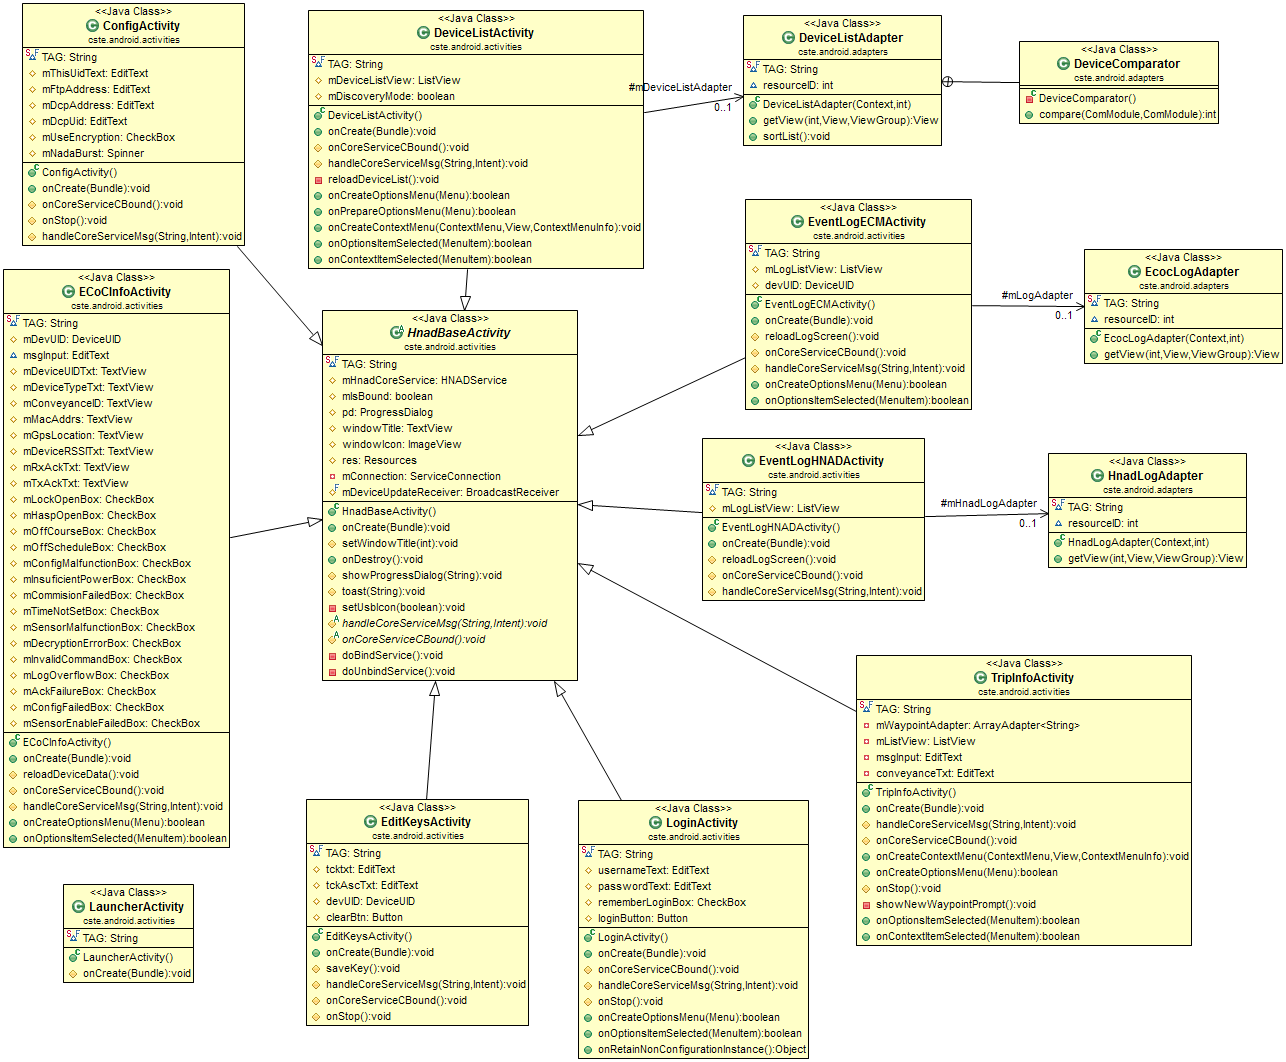 <<Java Class>>
ConfigActivity
cste.android.activities
TAG: String
mThisUidText: EditText
mFtpAddress: EditText
mDcpAddress: EditText
mDcpUid: EditText
mUseEncryption: CheckBox
mNadaBurst: Spinner
ConfigActivity()
onCreate(Bundle):void
onCoreServiceCBound():void
onStop():void
handleCoreServiceMsg(String,Intent):void
<<Java Class>>
DeviceListActivity
cste.android.activities
TAG: String
mDeviceListView: ListView
mDiscoveryMode: boolean
DeviceListActivity()
onCreate(Bundle):void
onCoreServiceCBound():void
handleCoreServiceMsg(String,Intent):void
reloadDeviceList():void
onCreateOptionsMenu(Menu):boolean
onPrepareOptionsMenu(Menu):boolean
onCreateContextMenu(ContextMenu,View,ContextMenuInfo):void
onOptionsItemSelected(MenuItem):boolean
onContextItemSelected(MenuItem):boolean
#mDeviceListAdapter
0..1
<<Java Class>>
DeviceListAdapter
cste.android.adapters
TAG: String
resourceID: int
DeviceListAdapter(Context,int)
getView(int,View,ViewGroup):View
sortList():void
<<Java Class>>
DeviceComparator
cste.android.adapters
DeviceComparator()
compare(ComModule,ComModule):int
<<Java Class>>
ECoCInfoActivity
cste.android.activities
TAG: String
mDevUID: DeviceUID
msgInput: EditText
mDeviceUIDTxt: TextView
mDeviceTypeTxt: TextView
mConveyanceID: TextView
mMacAddrs: TextView
mGpsLocation: TextView
mDeviceRSSITxt: TextView
mRxAckTxt: TextView
mTxAckTxt: TextView
mLockOpenBox: CheckBox
mHaspOpenBox: CheckBox
mOffCourseBox: CheckBox
mOffScheduleBox: CheckBox
mConfigMalfunctionBox: CheckBox
mInsuficientPowerBox: CheckBox
mCommisionFailedBox: CheckBox
mTimeNotSetBox: CheckBox
mSensorMalfunctionBox: CheckBox
mDecryptionErrorBox: CheckBox
mInvalidCommandBox: CheckBox
mLogOverflowBox: CheckBox
mAckFailureBox: CheckBox
mConfigFailedBox: CheckBox
mSensorEnableFailedBox: CheckBox
ECoCInfoActivity()
onCreate(Bundle):void
reloadDeviceData():void
onCoreServiceCBound():void
handleCoreServiceMsg(String,Intent):void
onCreateOptionsMenu(Menu):boolean
onOptionsItemSelected(MenuItem):boolean
<<Java Class>>
HnadBaseActivity
cste.android.activities
TAG: String
mHnadCoreService: HNADService
mIsBound: boolean
pd: ProgressDialog
windowTitle: TextView
windowIcon: ImageView
res: Resources
mConnection: ServiceConnection
mDeviceUpdateReceiver: BroadcastReceiver
HnadBaseActivity()
onCreate(Bundle):void
setWindowTitle(int):void
onDestroy():void
showProgressDialog(String):void
toast(String):void
setUsbIcon(boolean):void
handleCoreServiceMsg(String,Intent):void
onCoreServiceCBound():void
doBindService():void
doUnbindService():void
<<Java Class>>
EventLogECMActivity
cste.android.activities
TAG: String
mLogListView: ListView
devUID: DeviceUID
EventLogECMActivity()
onCreate(Bundle):void
reloadLogScreen():void
onCoreServiceCBound():void
handleCoreServiceMsg(String,Intent):void
onCreateOptionsMenu(Menu):boolean
onOptionsItemSelected(MenuItem):boolean
#mLogAdapter
0..1
<<Java Class>>
EcocLogAdapter
cste.android.adapters
TAG: String
resourceID: int
EcocLogAdapter(Context,int)
getView(int,View,ViewGroup):View
<<Java Class>>
EventLogHNADActivity
cste.android.activities
TAG: String
mLogListView: ListView
EventLogHNADActivity()
onCreate(Bundle):void
reloadLogScreen():void
onCoreServiceCBound():void
handleCoreServiceMsg(String,Intent):void
#mHnadLogAdapter
0..1
<<Java Class>>
HnadLogAdapter
cste.android.adapters
TAG: String
resourceID: int
HnadLogAdapter(Context,int)
getView(int,View,ViewGroup):View
<<Java Class>>
TripInfoActivity
cste.android.activities
TAG: String
mWaypointAdapter: ArrayAdapter<String>
mListView: ListView
msgInput: EditText
conveyanceTxt: EditText
TripInfoActivity()
onCreate(Bundle):void
handleCoreServiceMsg(String,Intent):void
onCoreServiceCBound():void
onCreateContextMenu(ContextMenu,View,ContextMenuInfo):void
onCreateOptionsMenu(Menu):boolean
onStop():void
showNewWaypointPrompt():void
onOptionsItemSelected(MenuItem):boolean
onContextItemSelected(MenuItem):boolean
<<Java Class>>
LauncherActivity
cste.android.activities
TAG: String
LauncherActivity()
onCreate(Bundle):void
<<Java Class>>
EditKeysActivity
cste.android.activities
TAG: String
tcktxt: EditText
tckAscTxt: EditText
devUID: DeviceUID
clearBtn: Button
EditKeysActivity()
onCreate(Bundle):void
saveKey():void
handleCoreServiceMsg(String,Intent):void
onCoreServiceCBound():void
onStop():void
<<Java Class>>
LoginActivity
cste.android.activities
TAG: String
usernameText: EditText
passwordText: EditText
rememberLoginBox: CheckBox
loginButton: Button
LoginActivity()
onCreate(Bundle):void
onCoreServiceCBound():void
handleCoreServiceMsg(String,Intent):void
onStop():void
onCreateOptionsMenu(Menu):boolean
onOptionsItemSelected(MenuItem):boolean
onRetainNonConfigurationInstance():Object